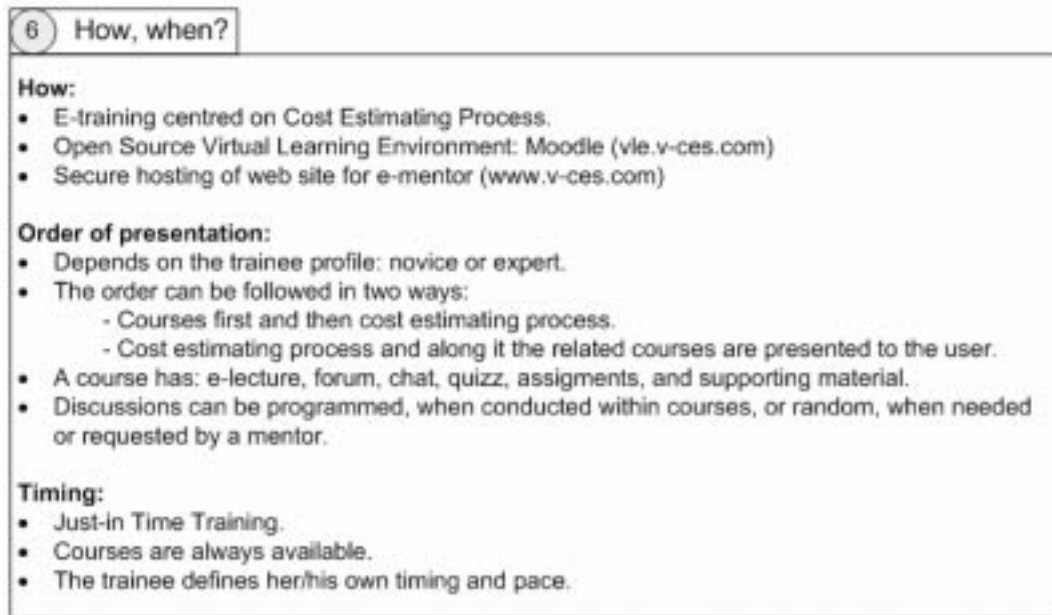 6 How, when?
How:
• E-training centred on Cost Estimating Process.
• Open Source Virtual Learning Environment: Moodle (vle.v-ces.com)
• Secure hosting of web site for e-mentor (www.v-ces.com)
Order of presentation:
• Depends on the trainee profile: novice or expert.
• The order can be followed in two ways:
- Courses first and then cost estimating process.
- Cost estimating process and along it the related courses are presented to the user.
• A course has: e-lecture, forum, chat, quizz, assigments, and supporting material.
• Discussions can be programmed, when conducted within courses, or random, when needed
or requested by a mentor.
Timing:
• Just-in Time Training.
• Courses are always available.
• The trainee defines her/his own timing and pace.